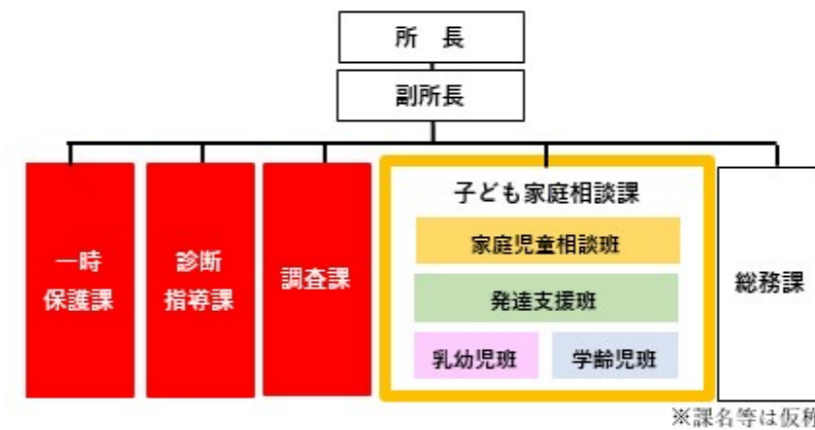 所 長
副所長
一時
保護課
診断
指導課
調査課
子ども家庭相談課
家庭児童相談班
発達支援班
乳幼児班
学齢児班
総務課
※課名等は仮称